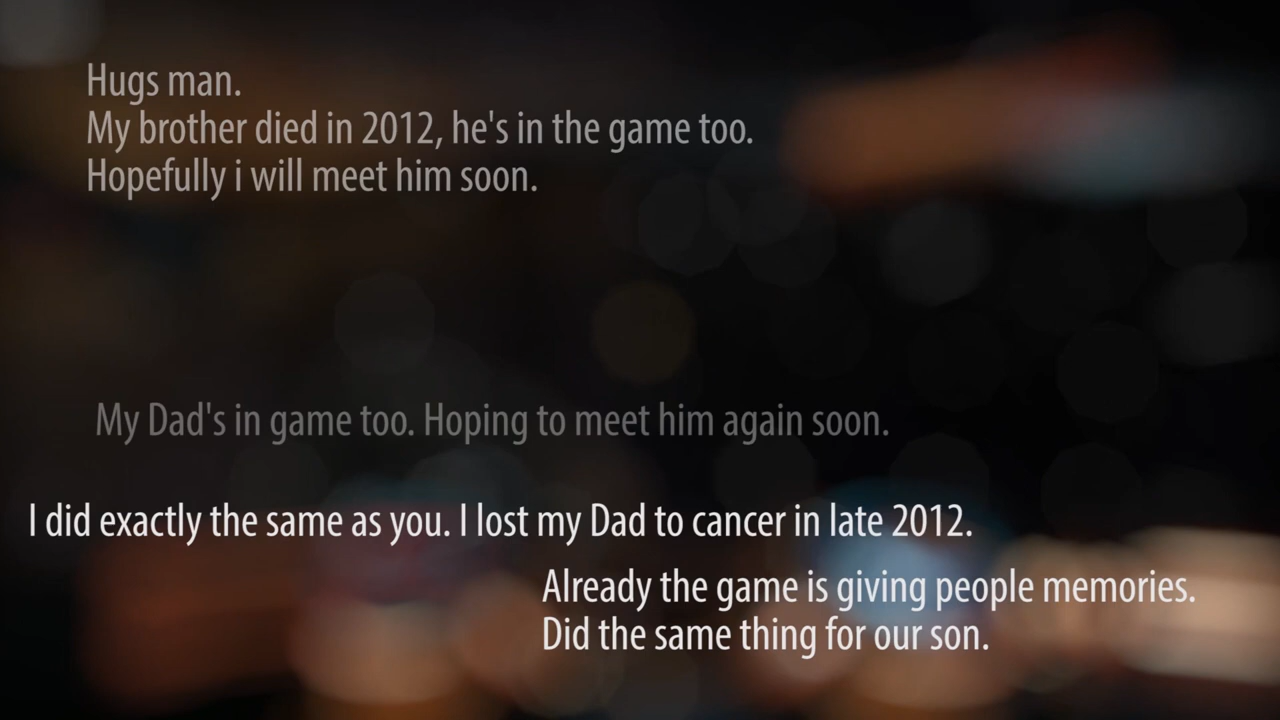 Hugs man.
My brother died in 2012, he's in the game too.
Hopefully i will meet him soon.
My Dad's in game too. Hoping to meet him again soon.
I did exactly the same as you. I lost my Dad to cancer in late 2012.
Already the game is giving people memories.
Did the same thing for our son.